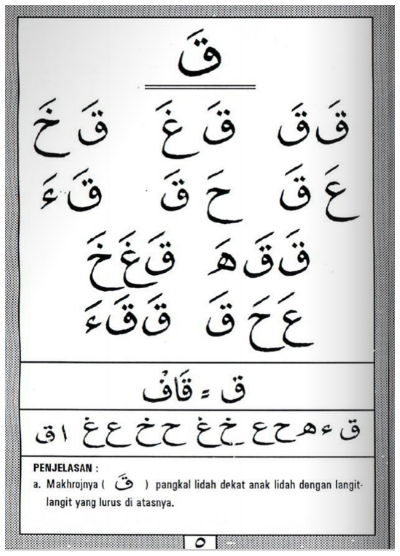 قَ
قَ قَ قَ غَ قَ خَ
عَ قَ حَ قَ قَ ءَ
قَ قَ هَ قَ غَ خَ
عَ حَ قَ قَ قَ ءَ
ق = قَافْ
ق ء ه ح ع خ غ ح خ ع غ ا ق
PENJELASAN :
a. Makhrojnya ( قَ ) pangkal lidah dekat anak lidah dengan langit-
langit yang lurus di atasnya.
٥